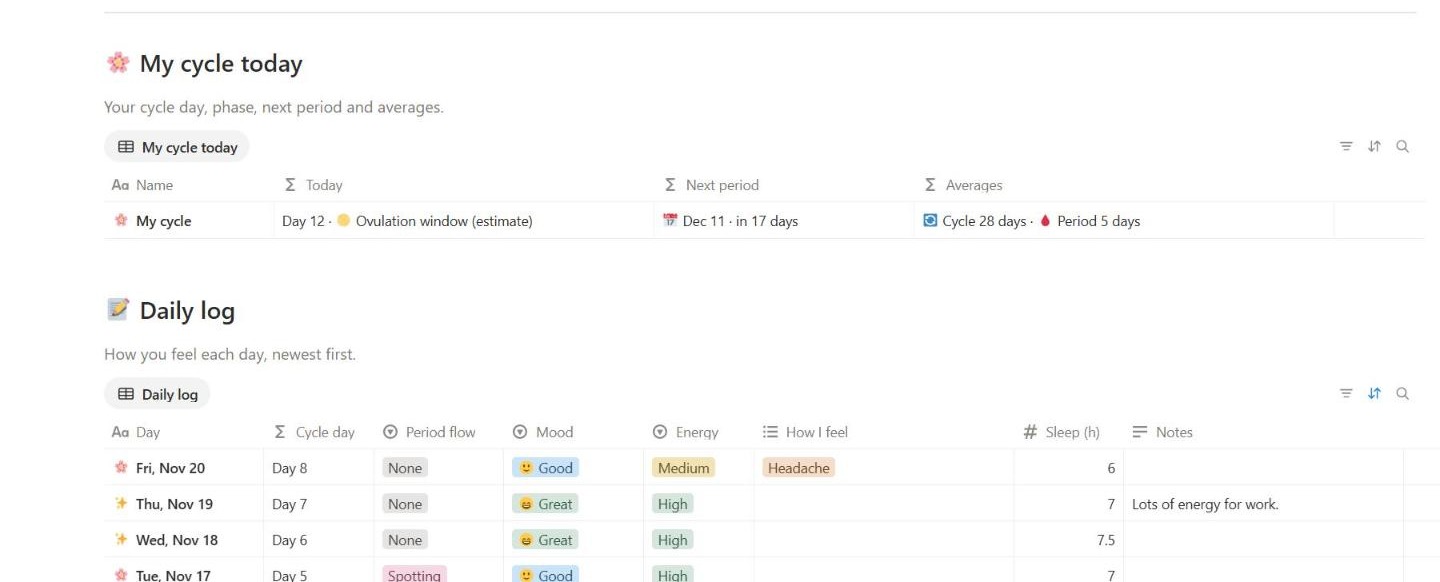 My cycle today
Your cycle day, phase, next period and averages.
My cycle today
Aa Name Σ Today Σ Next period Σ Averages
My cycle Day 12 · Ovulation window (estimate) Dec 11 · in 17 days Cycle 28 days · Period 5 days
Daily log
How you feel each day, newest first.
Daily log
Aa Day Σ Cycle day Period flow Mood Energy How I feel # Sleep (h) Notes
Fri, Nov 20 Day 8 None Good Medium Headache 6
Thu, Nov 19 Day 7 None Great High 7 Lots of energy for work.
Wed, Nov 18 Day 6 None Great High 7.5
Tue, Nov 17 Day 5 Spotting Good High 7